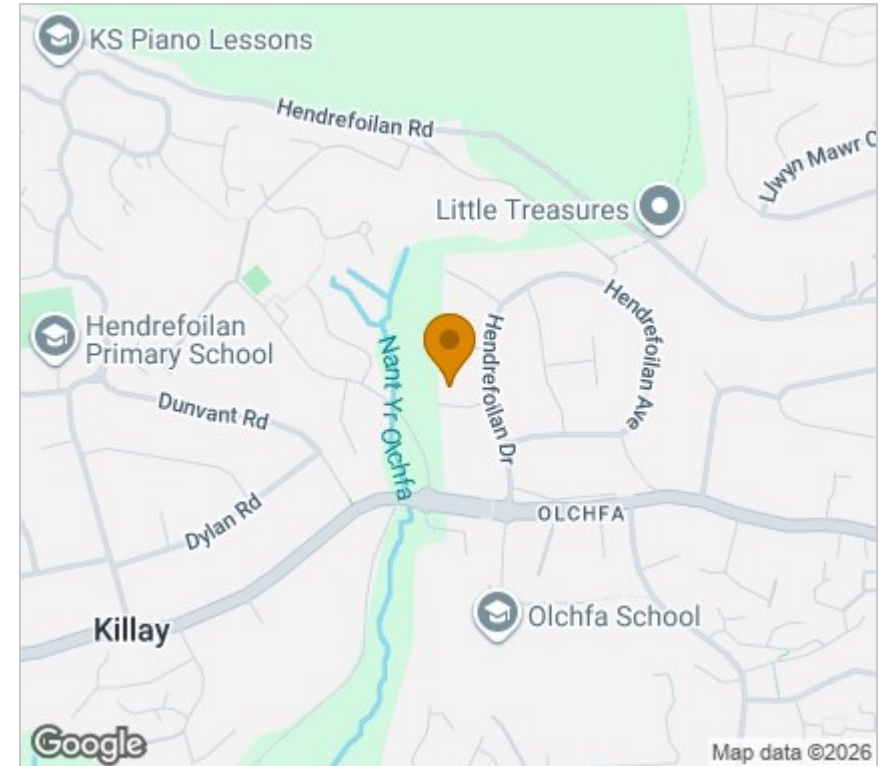 KS Piano Lessons
Hendrefoilan Rd
Llwyn Mawr C
Little Treasures
Hendrefoilan Ave
Hendrefoilan
Primary School
Hendrefoilan Dr
Nant Yr Olchfa
Dunvant Rd
Dylan Rd
OLCHFA
Killay
Olchfa School
Google
Map data ©2026